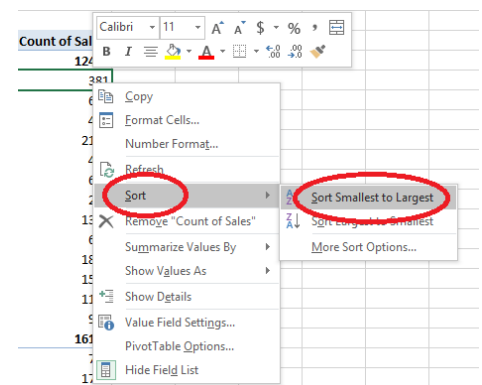 Calibri 11 A A $ % ,
Count of Sal
B I A .00 .0
124
381
Copy
Format Cells...
Number Format...
21
Refresh
Sort
Sort Smallest to Largest
13
Remove "Count of Sales"
Sort Largest to Smallest
Summarize Values By
More Sort Options...
18
Show Values As
15
Show Details
11
Value Field Settings...
161
PivotTable Options...
Hide Field List
17